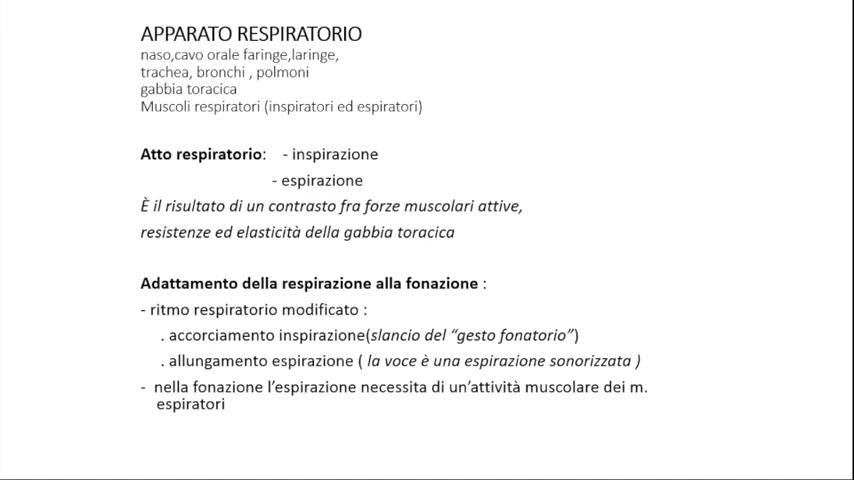 APPARATO RESPIRATORIO
naso,cavo orale faringe,laringe,
trachea, bronchi , polmoni
gabbia toracica
Muscoli respiratori (inspiratori ed espiratori)
Atto respiratorio: - inspirazione
- espirazione
È il risultato di un contrasto fra forze muscolari attive,
resistenze ed elasticità della gabbia toracica
Adattamento della respirazione alla fonazione :
- ritmo respiratorio modificato :
. accorciamento inspirazione(slancio del “gesto fonatorio”)
. allungamento espirazione ( la voce è una espirazione sonorizzata )
- nella fonazione l’espirazione necessita di un’attività muscolare dei m.
espiratori